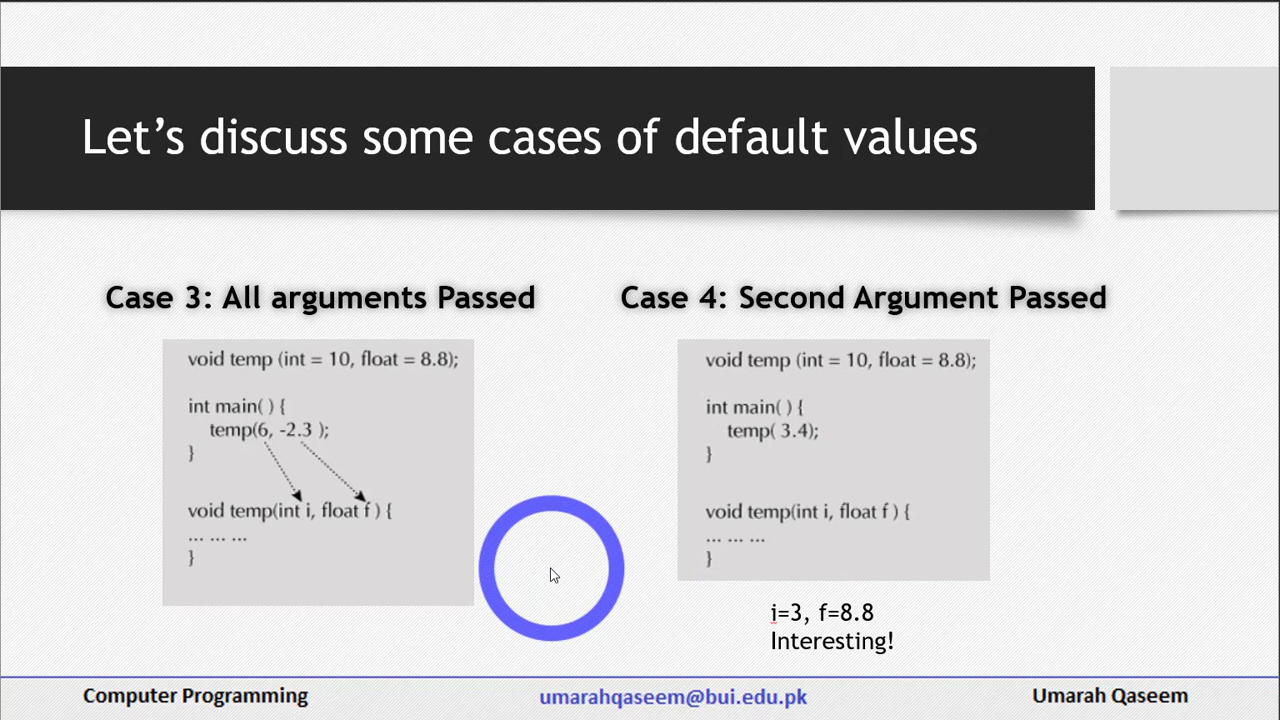 Let’s discuss some cases of default values
Case 3: All arguments Passed
void temp (int = 10, float = 8.8);
int main( ) {
temp(6, -2.3 );
}
void temp(int i, float f ) {
... ... ...
}
Case 4: Second Argument Passed
void temp (int = 10, float = 8.8);
int main( ) {
temp( 3.4);
}
void temp(int i, float f ) {
... ... ...
}
i=3, f=8.8
Interesting!
Computer Programming
umarahqaseem@bui.edu.pk
Umarah Qaseem